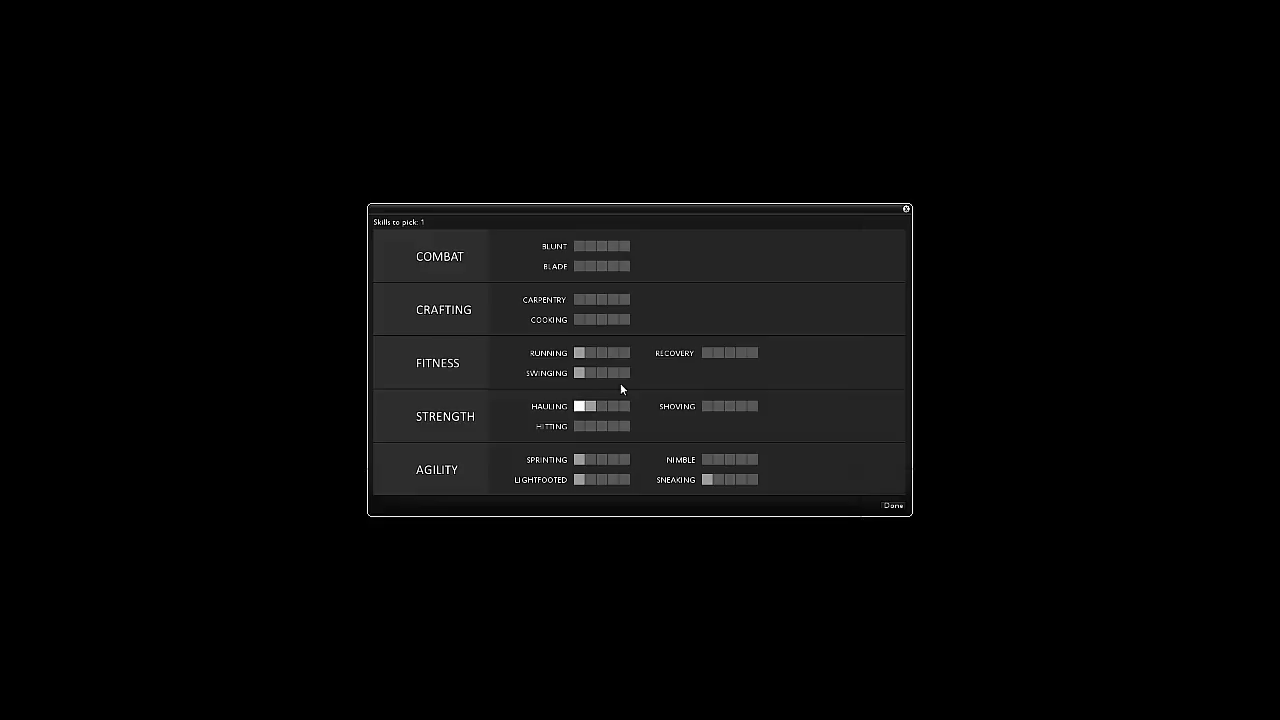 Skills to pick: 1
COMBAT
BLUNT
BLADE
CRAFTING
CARPENTRY
COOKING
FITNESS
RUNNING RECOVERY
SWINGING
STRENGTH
HAULING SHOVING
HITTING
AGILITY
SPRINTING NIMBLE
LIGHTFOOTED SNEAKING
Done